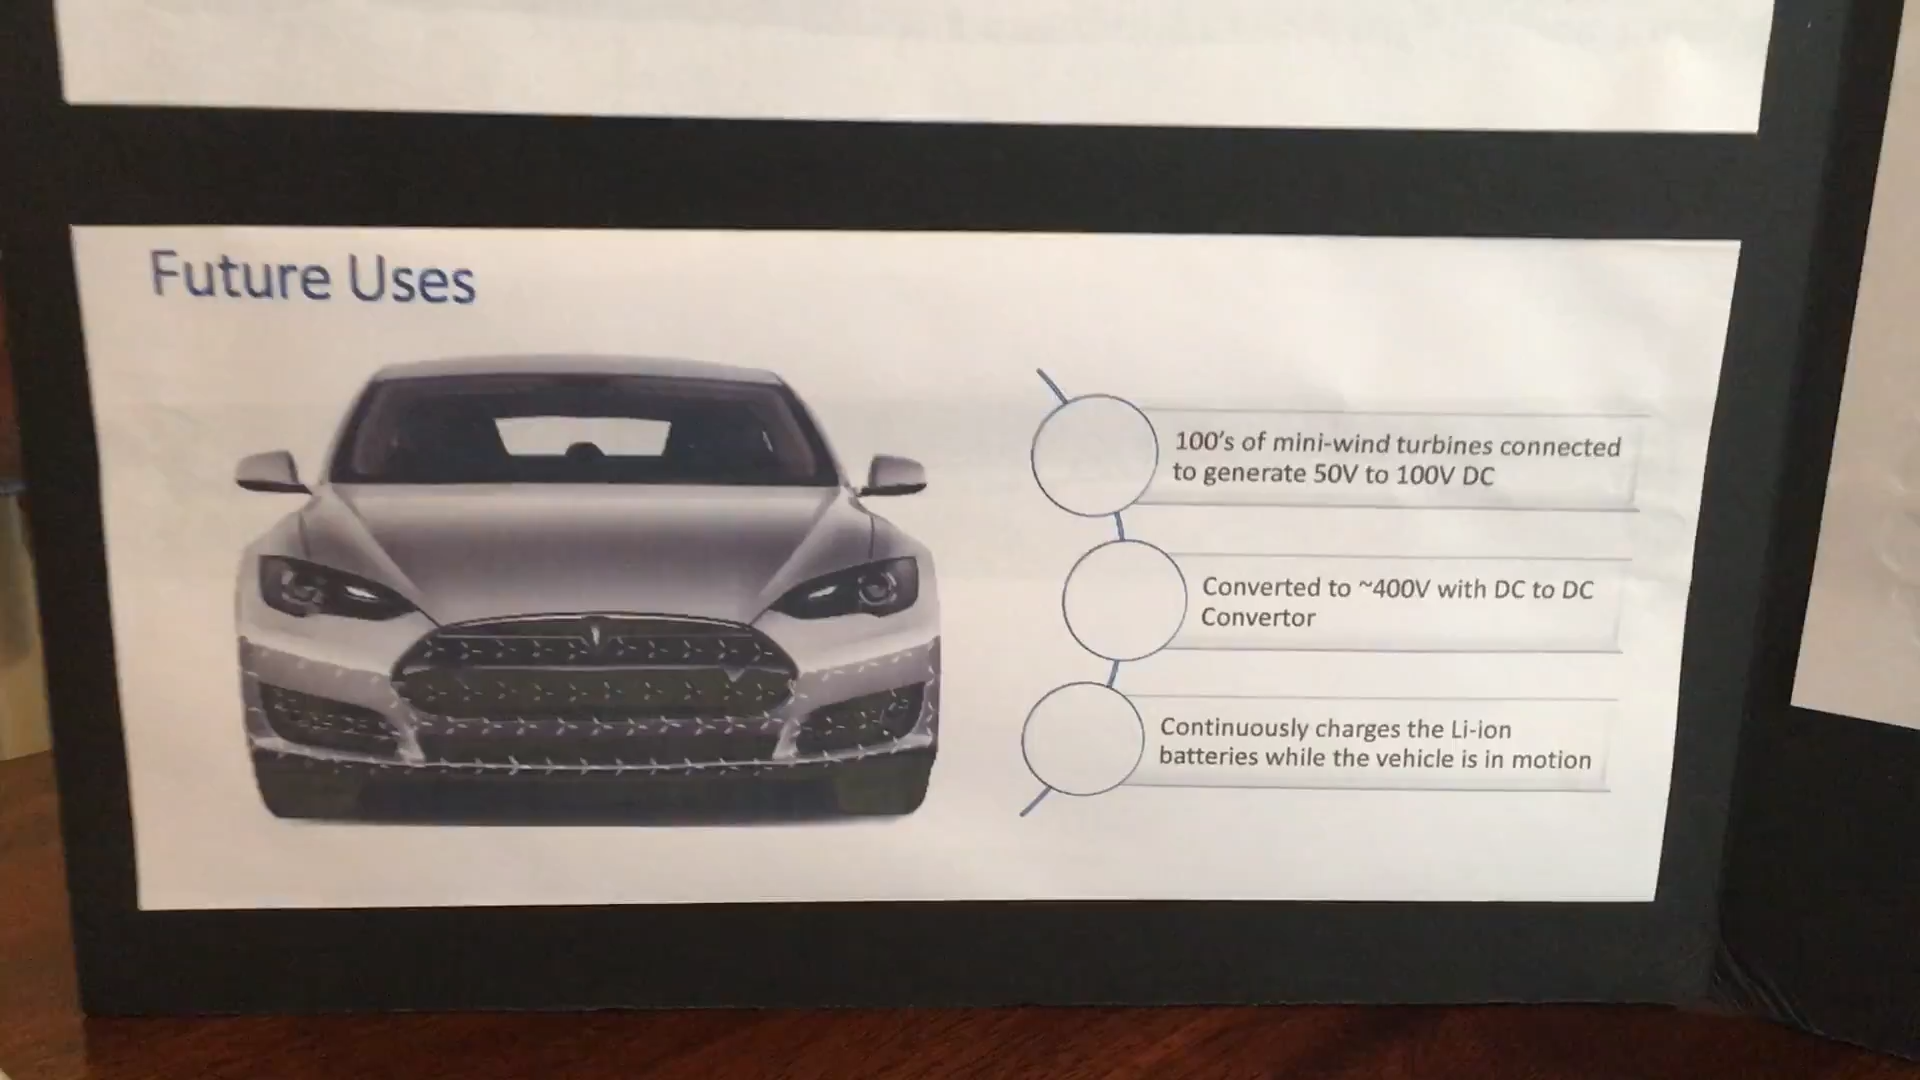 Future Uses
100's of mini-wind turbines connected
to generate 50V to 100V DC
Converted to ~400V with DC to DC
Convertor
Continuously charges the Li-ion
batteries while the vehicle is in motion